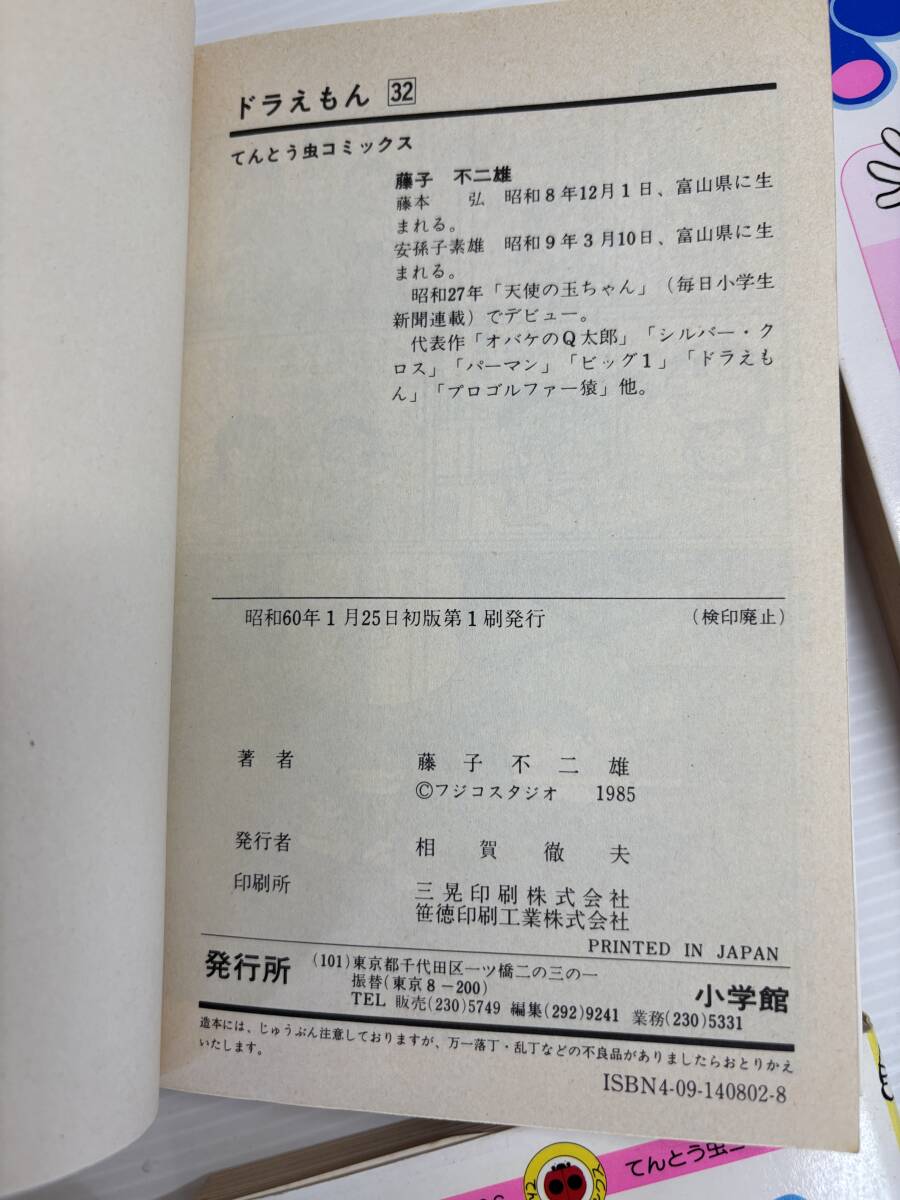 ドラえもん 32
てんとう虫コミックス
藤子 不二雄
藤本 弘 昭和8年12月1日、富山県に生
まれる。
安孫子素雄 昭和9年3月10日、富山県に生
まれる。
昭和27年「天使の玉ちゃん」(毎日小学生
新聞連載)でデビュー。
代表作「オバケのQ太郎」「シルバー・ク
ロス」「パーマン」「ビッグ1」「ドラえも
ん」「プロゴルファー猿」他。
昭和60年1月25日初版第1刷発行 (検印廃止)
著者 藤子不二雄
©フジコスタジオ 1985
発行者 相賀徹夫
印刷所 三晃印刷株式会社
笹徳印刷工業株式会社
PRINTED IN JAPAN
発行所 (101)東京都千代田区一ツ橋二の三の一
振替(東京8-200)
TEL 販売(230)5749 編集(292)9241 業務(230)5331
小学館
造本には、じゅうぶん注意しておりますが、万一落丁・乱丁などの不良品がありましたらおとりかえ
いたします。
ISBN4-09-140802-8
てんとう虫コ